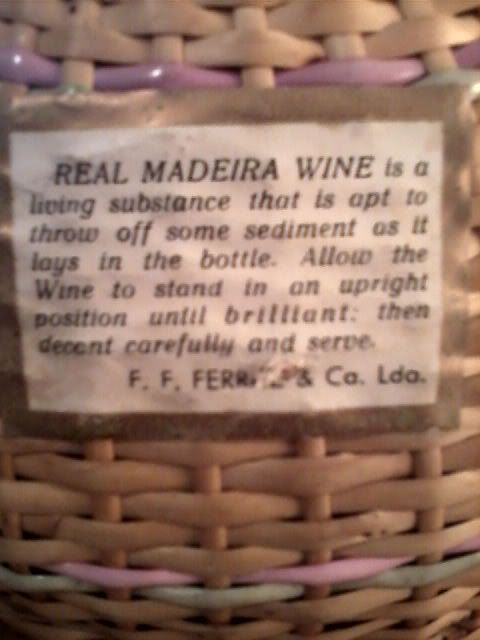 REAL MADEIRA WINE is a
living substance that is apt to
throw off some sediment as it
lays in the bottle. Allow the
Wine to stand in an upright
position until brilliant: then
decant carefully and serve.
F. F. & Co. Lda.